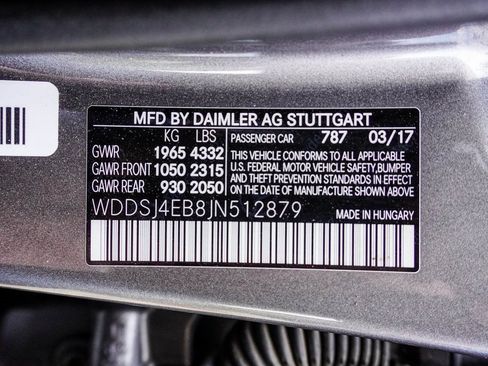 MFD BY DAIMLER AG STUTTGART
KG LBS PASSENGER CAR 787 03/17
GVWR 1965 4332 THIS VEHICLE CONFORMS TO ALL APPLICABLE
GAWR FRONT 1050 2315 U.S. FEDERAL MOTOR VEHICLE SAFETY,BUMPER
GAWR REAR 930 2050 AND THEFT PREVENTION STANDARDS IN EFFECT
ON THE DATE OF MANUFACTURE SHOWN ABOVE.
WDDSJ4EB8JN512879 MADE IN HUNGARY